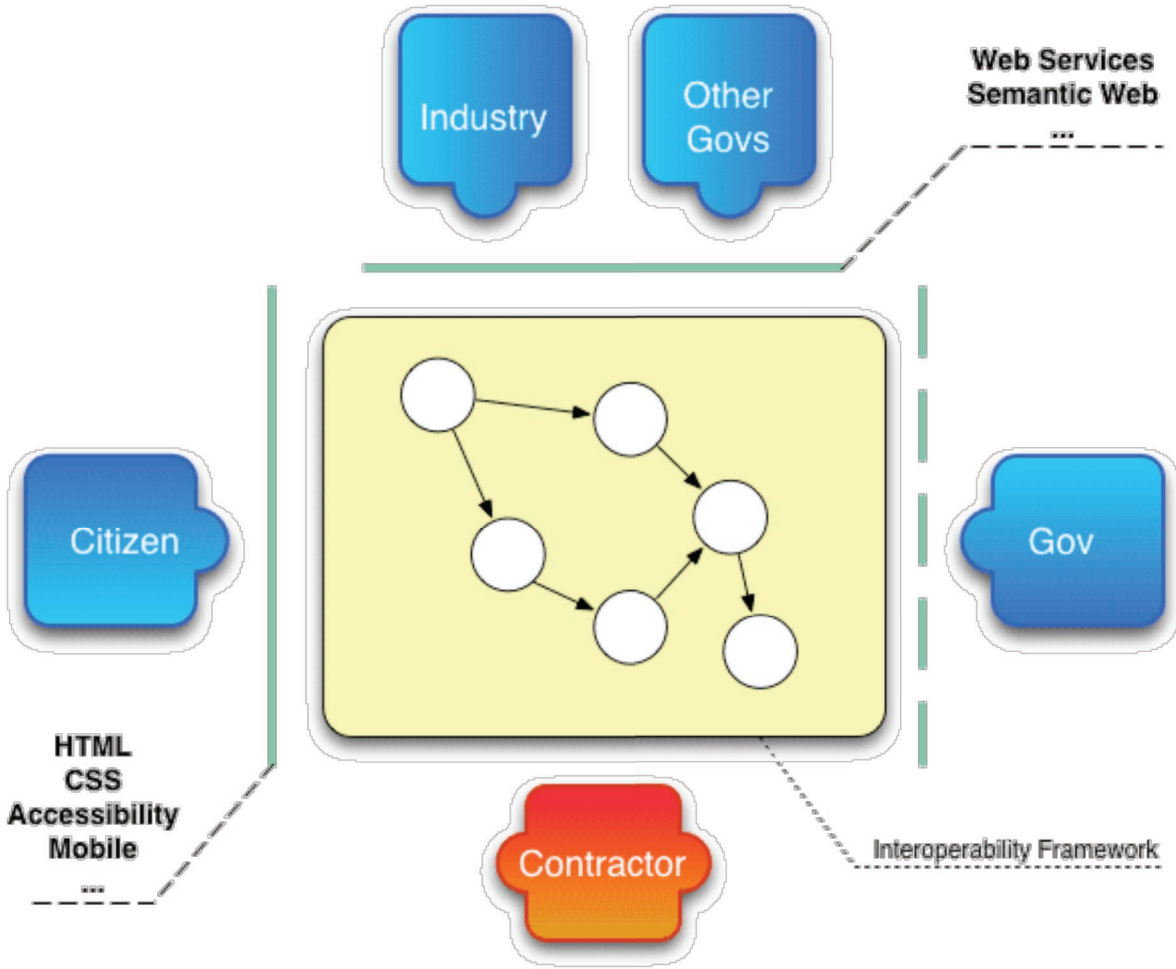 Industry
Other
Govs
Web Services
Semantic Web
...
Citizen
Gov
HTML
CSS
Accessibility
Mobile
...
Contractor
Interoperability Framework